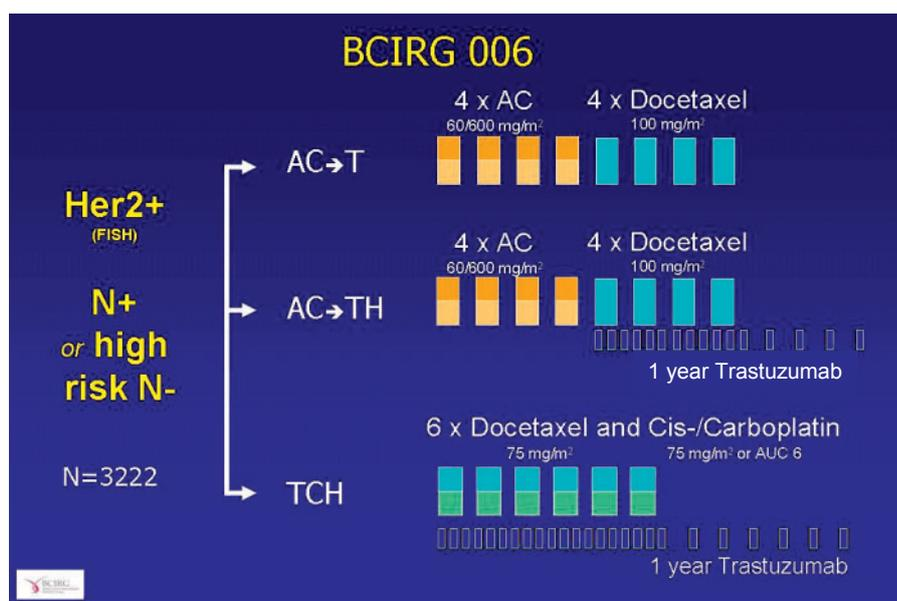 BCIRG 006
4 x AC
4 x Docetaxel
60/600 mg/m²
100 mg/m²
AC➔T
Her2+
(FISH)
4 x AC
4 x Docetaxel
60/600 mg/m²
100 mg/m²
N+
or high
risk N-
AC➔TH
1 year Trastuzumab
6 x Docetaxel and Cis-/Carboplatin
75 mg/m²
75 mg/m² or AUC 6
N=3222
TCH
1 year Trastuzumab
BCIRG